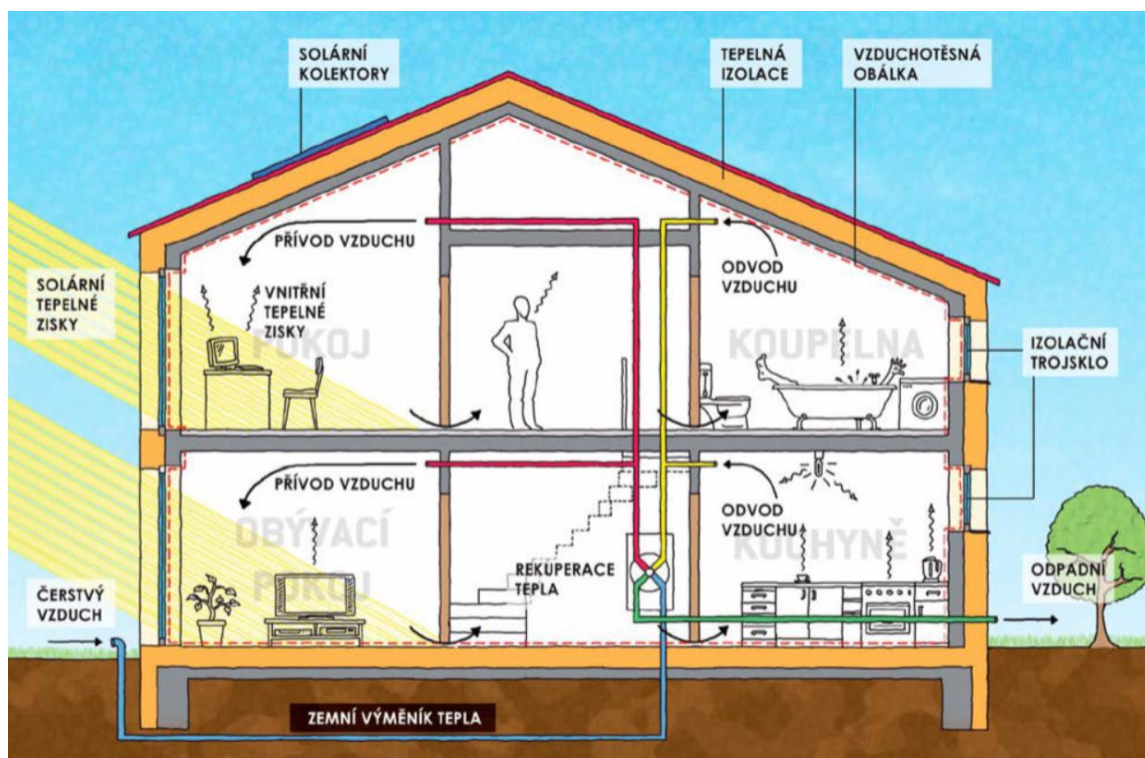 SOLÁRNÍ
KOLEKTORY
TEPELNÁ
IZOLACE
VZDUCHOTĚSNÁ
OBÁLKA
PŘÍVOD VZDUCHU
ODVOD
VZDUCHU
SOLÁRNÍ
TEPELNÉ
ZISKY
VNITŘNÍ
TEPELNÉ
ZISKY
POKOJ
KOUPELNA
IZOLAČNÍ
TROJSKLO
PŘÍVOD VZDUCHU
ODVOD
VZDUCHU
OBÝVACÍ
POKOJ
KUCHYNĚ
REKUPERACE
TEPLA
ČERSTVÝ
VZDUCH
ODPADNÍ
VZDUCH
ZEMNÍ VÝMĚNÍK TEPLA